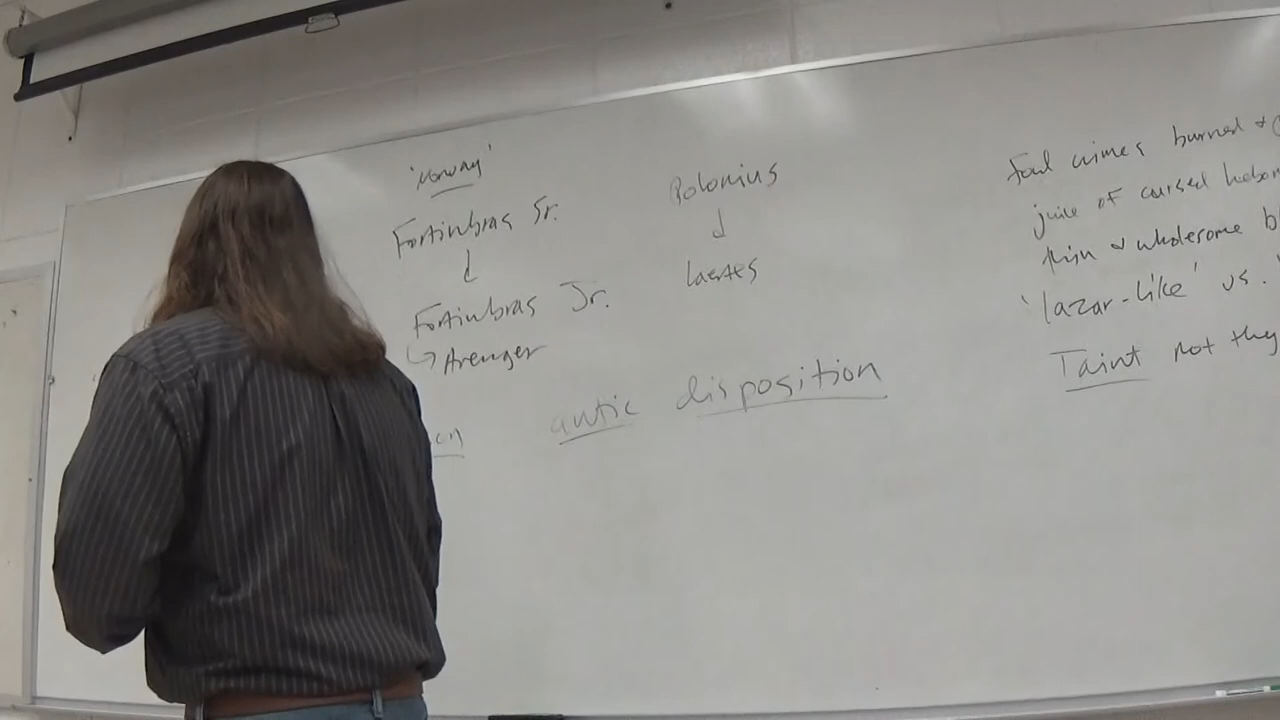 'Norway'
Fortinbras Sr.
↓
Fortinbras Jr.
↳ Avenger
Polonius
↓
Laertes
antic disposition
foul crimes burned &
juice of cursed
thin & wholesome
'lazar-like' vs.
Taint not thy